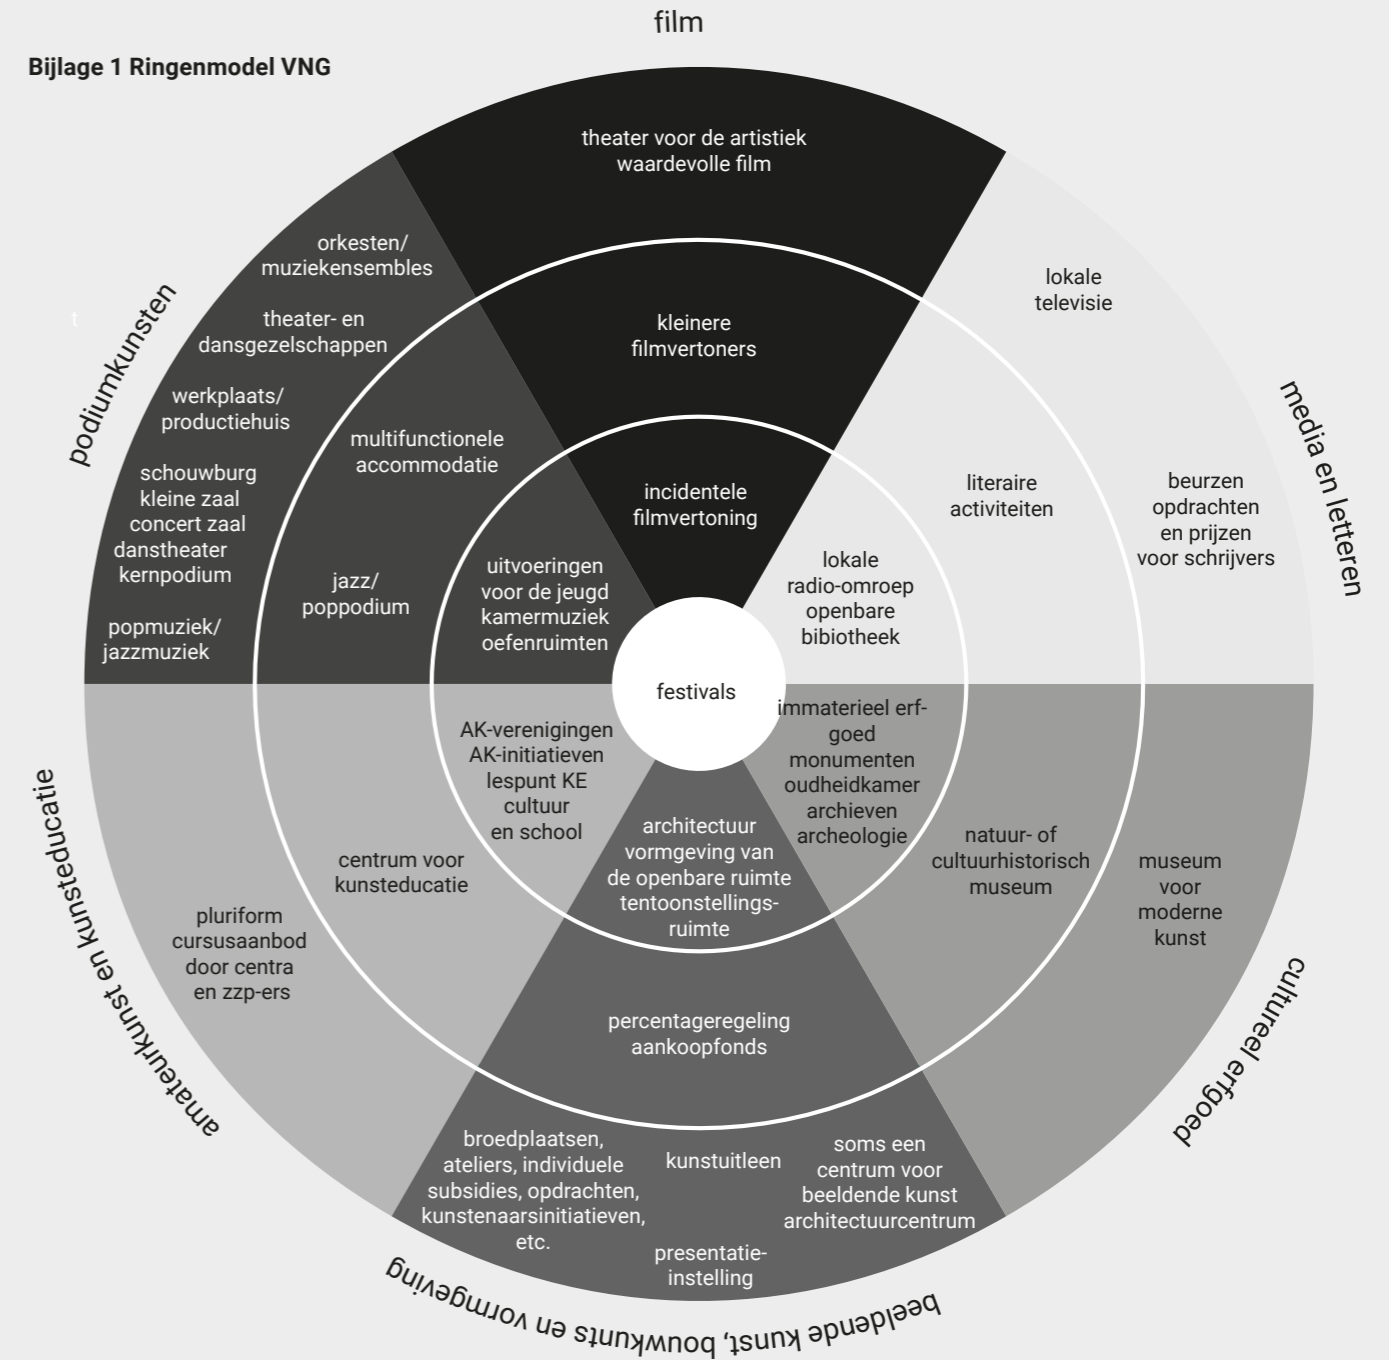 film
Bijlage 1 Ringenmodel VNG
theater voor de artistiek
waardevolle film
kleinere
filmvertoners
incidentele
filmvertoning
media en letteren
lokale
televisie
beurzen
opdrachten
en prijzen
voor schrijvers
literaire
activiteiten
lokale
radio-omroep
openbare
bibiotheek
cultureel erfgoed
museum
voor
moderne
kunst
natuur- of
cultuurhistorisch
museum
immaterieel erf-
goed
monumenten
oudheidkamer
archieven
archeologie
beeldende kunst, bouwkunts en vormgeving
broedplaatsen,
ateliers, individuele
subsidies, opdrachten,
kunstenaarsinitiatieven,
etc.
kunstuitleen
presentatie-
instelling
soms een
centrum voor
beeldende kunst
architectuurcentrum
percentageregeling
aankoopfonds
architectuur
vormgeving van
de openbare ruimte
tentoonstellings-
ruimte
amateurkunst en kunsteducatie
pluriform
cursusaanbod
door centra
en zzp-ers
centrum voor
kunsteducatie
AK-verenigingen
AK-initiatieven
lespunt KE
cultuur
en school
podiumkunsten
t
orkesten/
muziekensembles
theater- en
dansgezelschappen
werkplaats/
productiehuis
schouwburg
kleine zaal
concert zaal
danstheater
kernpodium
popmuziek/
jazzmuziek
multifunctionele
accommodatie
jazz/
poppodium
uitvoeringen
voor de jeugd
kamermuziek
oefenruimten
festivals